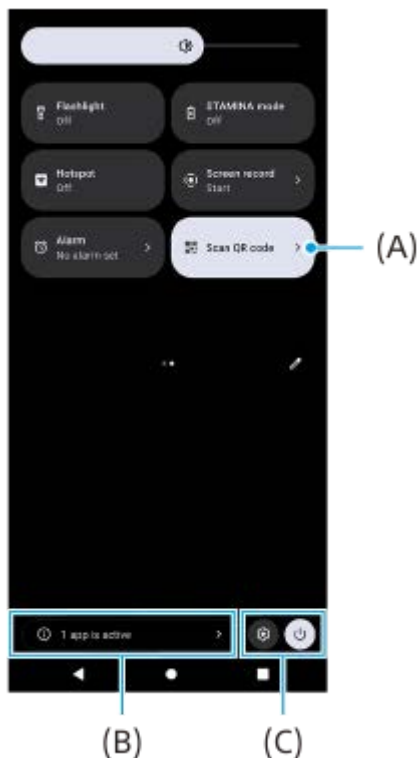 Flashlight
Off
STAMINA mode
Off
Hotspot
Off
Screen record
Start
Alarm
No alarm set
Scan QR code
(A)
1 app is active
(B)
(C)